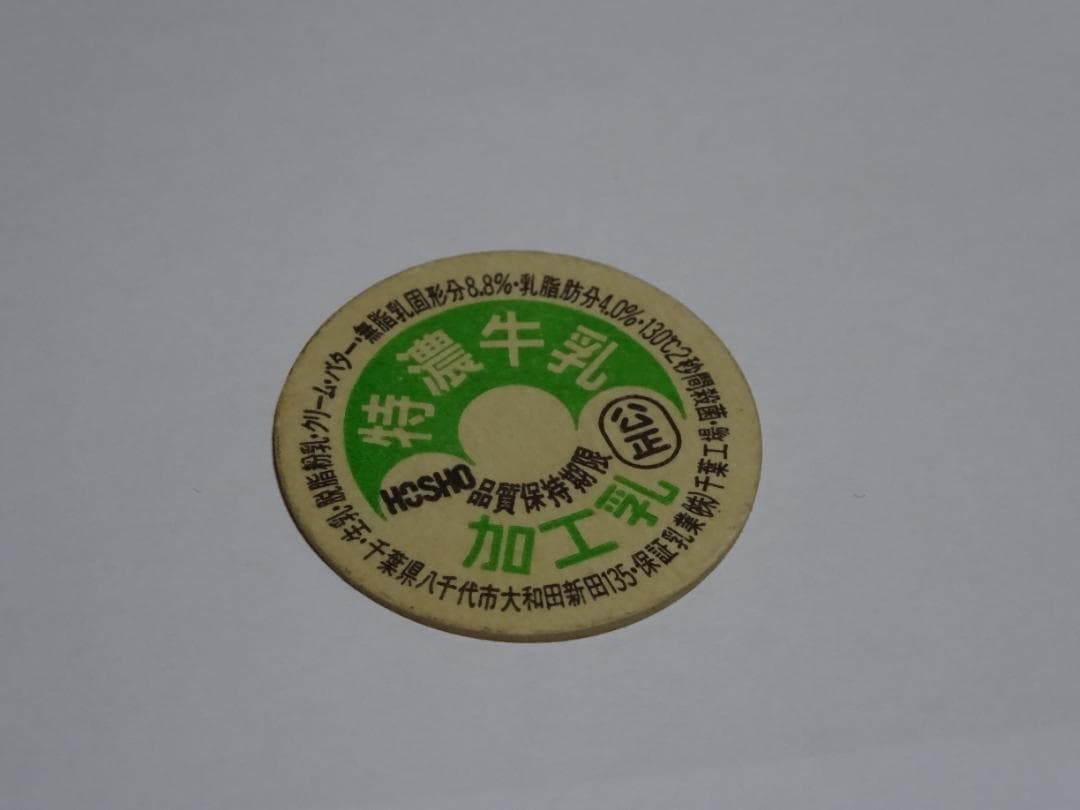 特濃牛乳
HOSHO
品質保持期限
公正
加工乳
生乳・脱脂粉乳・クリーム・バター・無脂乳固形分8.8%・乳脂肪分4.0%・130℃2秒間殺菌・
千葉県八千代市大和田新田135・保証乳業(株)千葉工場・